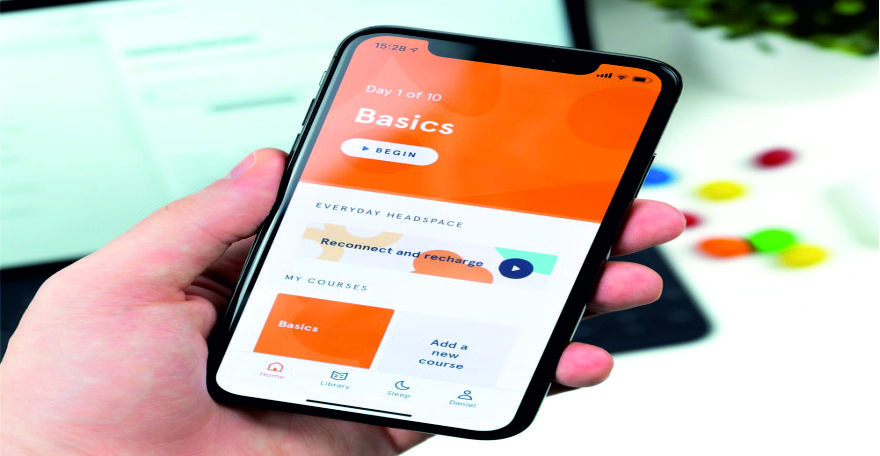 15:28
Day 1 of 10
Basics
BEGIN
EVERYDAY HEADSPACE
Reconnect and recharge
MY COURSES
Basics
Add a
new
course
Home
Library
Sleep
Daniel